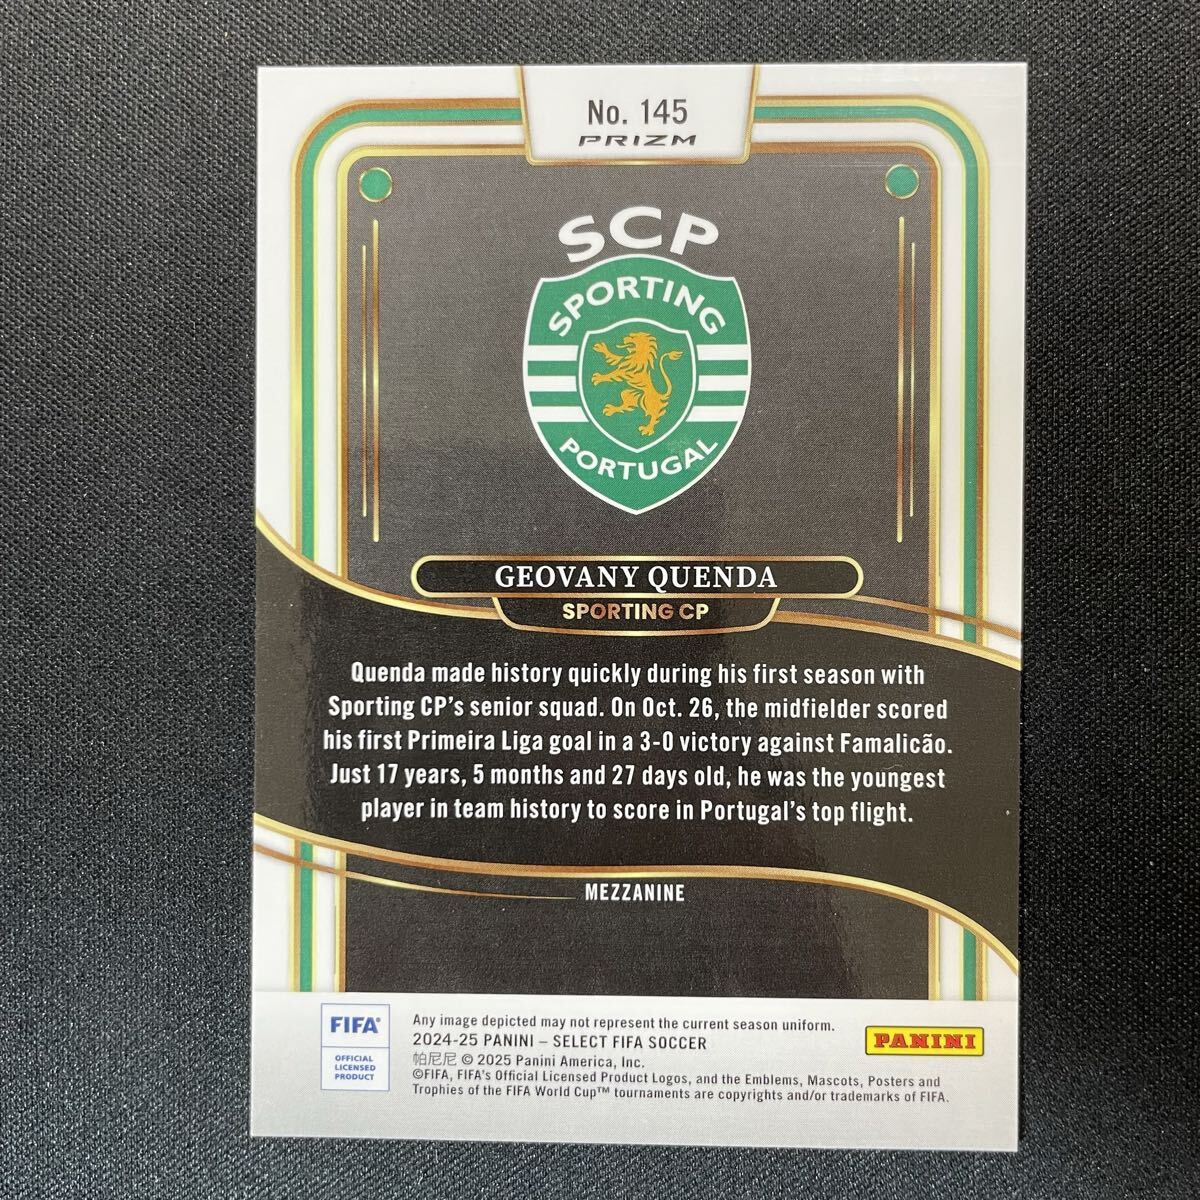 No. 145
PRIZM
SCP
SPORTING
PORTUGAL
GEOVANY QUENDA
SPORTING CP
Quenda made history quickly during his first season with
Sporting CP's senior squad. On Oct. 26, the midfielder scored
his first Primeira Liga goal in a 3-0 victory against Famalicão.
Just 17 years, 5 months and 27 days old, he was the youngest
player in team history to score in Portugal's top flight.
MEZZANINE
FIFA®
OFFICIAL
LICENSED
PRODUCT
Any image depicted may not represent the current season uniform.
2024-25 PANINI – SELECT FIFA SOCCER
帕尼尼 © 2025 Panini America, Inc.
©FIFA, FIFA's Official Licensed Product Logos, and the Emblems, Mascots, Posters and
Trophies of the FIFA World Cup™ tournaments are copyrights and/or trademarks of FIFA.
PANINI